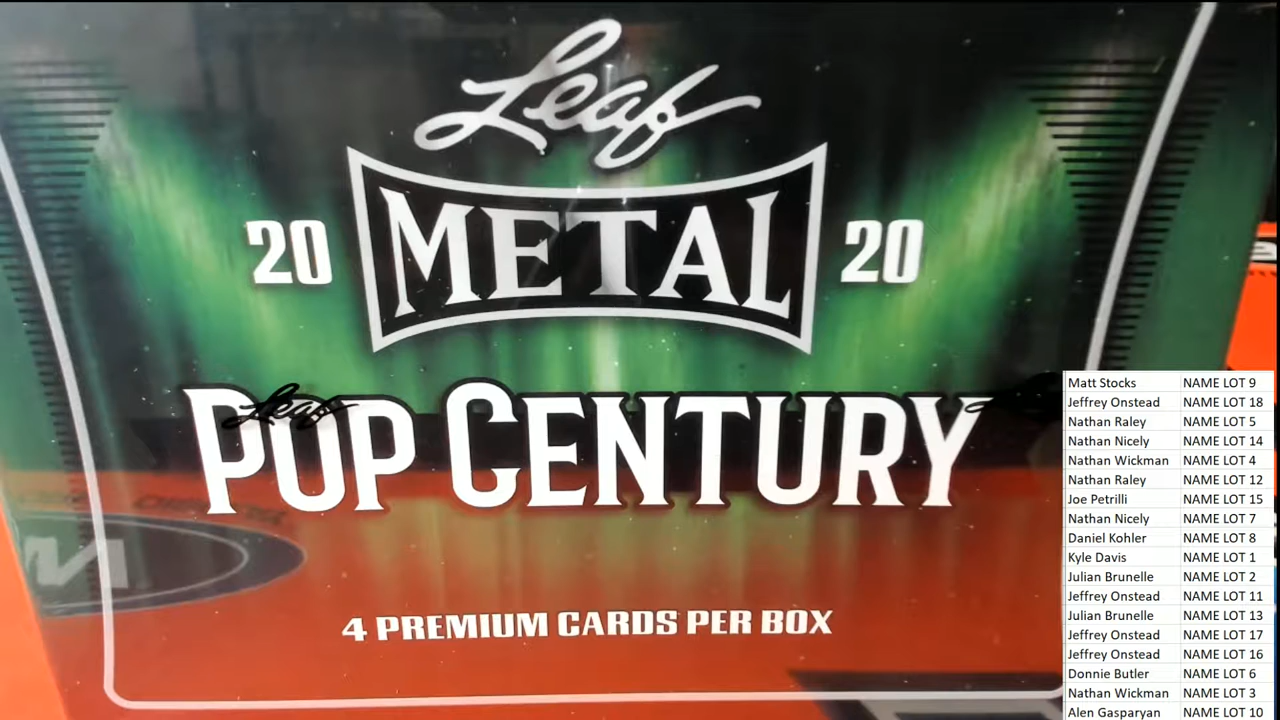 Leaf
20 METAL 20
Leaf
POP CENTURY
4 PREMIUM CARDS PER BOX
Matt Stocks NAME LOT 9
Jeffrey Onstead NAME LOT 18
Nathan Raley NAME LOT 5
Nathan Nicely NAME LOT 14
Nathan Wickman NAME LOT 4
Nathan Raley NAME LOT 12
Joe Petrilli NAME LOT 15
Nathan Nicely NAME LOT 7
Daniel Kohler NAME LOT 8
Kyle Davis NAME LOT 1
Julian Brunelle NAME LOT 2
Jeffrey Onstead NAME LOT 11
Julian Brunelle NAME LOT 13
Jeffrey Onstead NAME LOT 17
Jeffrey Onstead NAME LOT 16
Donnie Butler NAME LOT 6
Nathan Wickman NAME LOT 3
Alen Gasparyan NAME LOT 10